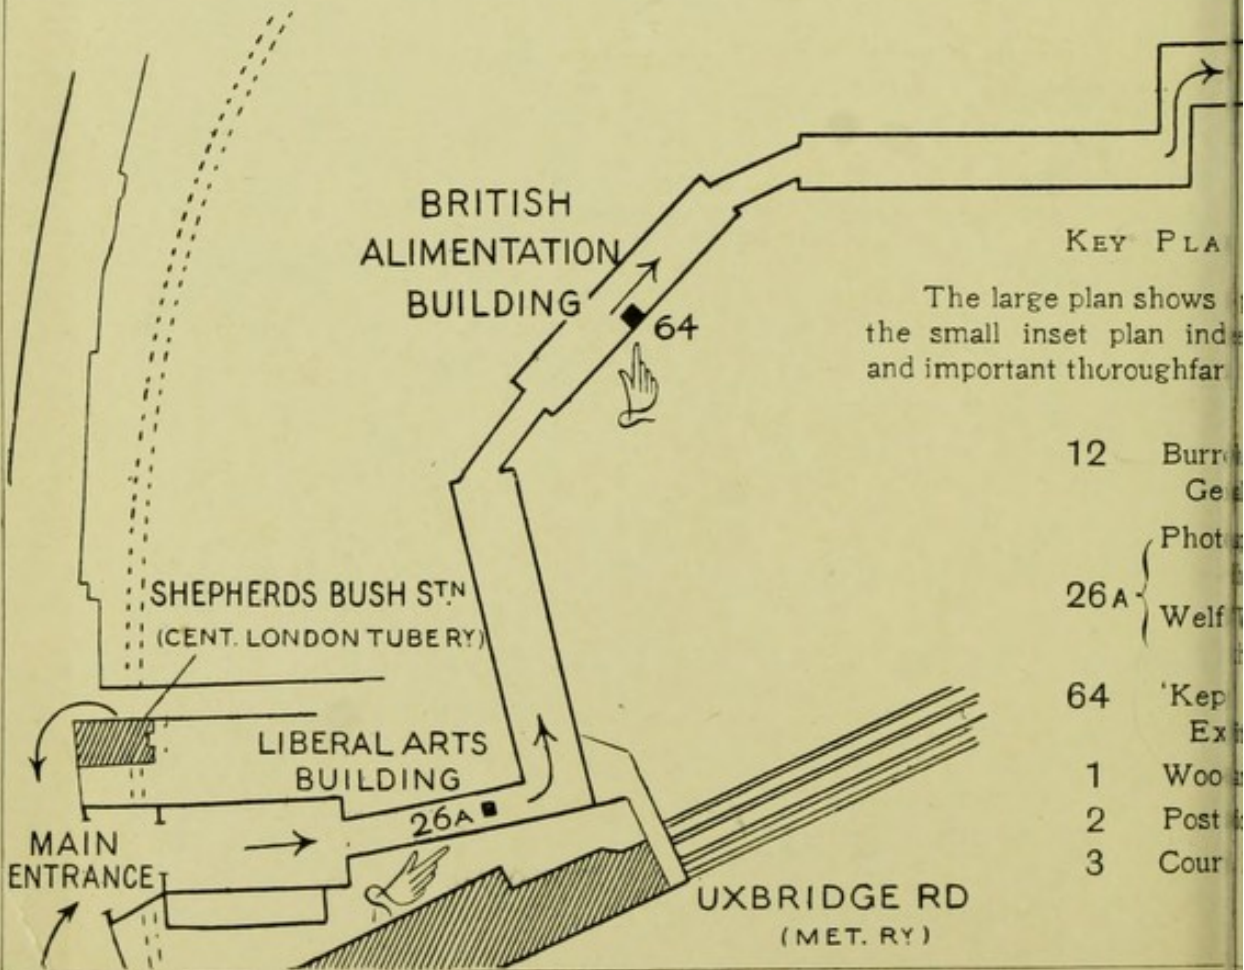 BRITISH
ALIMENTATION
BUILDING
64
KEY PLA
The large plan shows
the small inset plan ind
and important thoroughfar
12 Burr
Ge
Phot
26A
Welf
64 'Kep
Ex
1 Woo
2 Post
3 Cour
SHEPHERDS BUSH STN.
(CENT. LONDON TUBE RY)
LIBERAL ARTS
BUILDING
26A
MAIN
ENTRANCE
UXBRIDGE RD
(MET. RY)